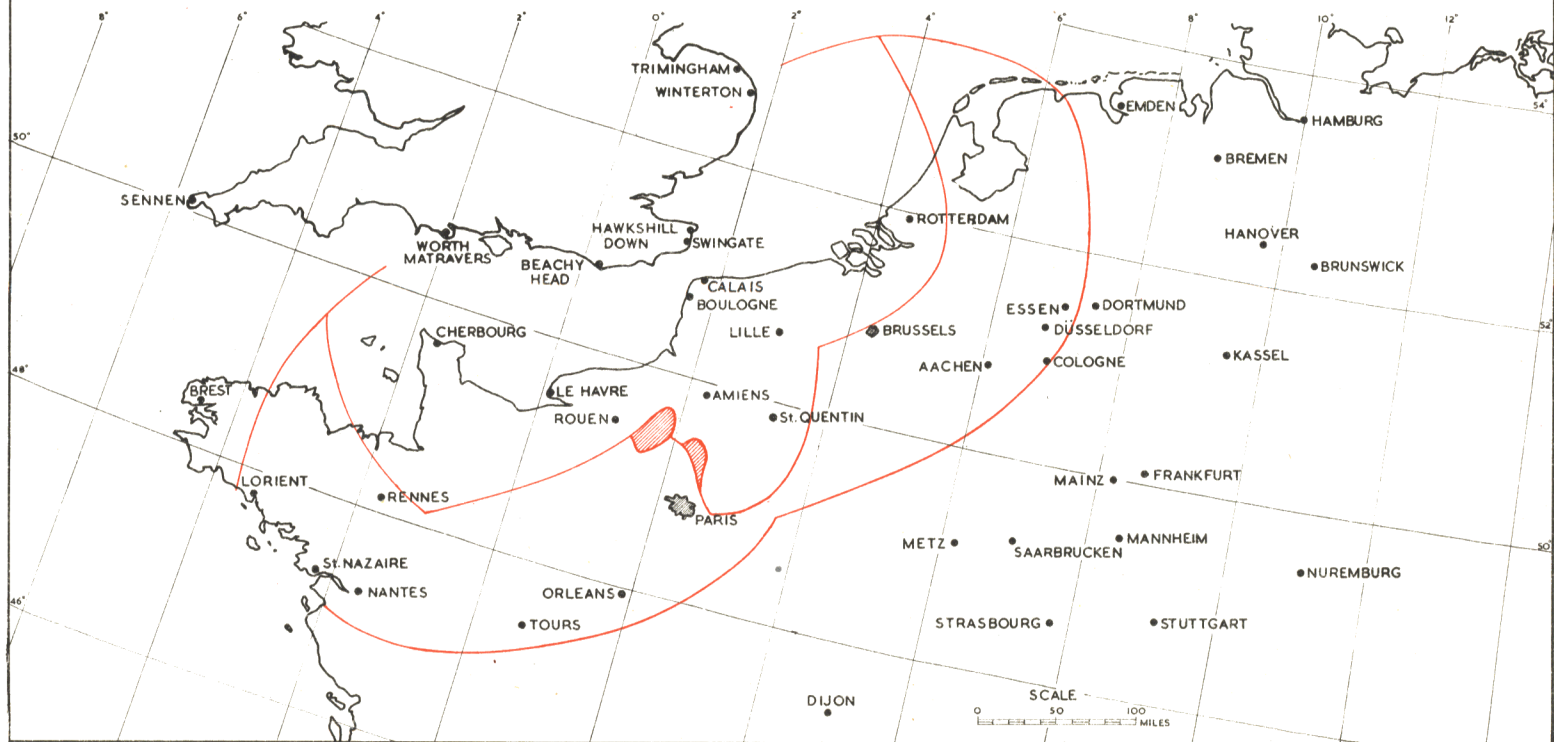 8°
6°
4°
2°
0°
2°
4°
6°
8°
10°
12°
TRIMINGHAM
WINTERTON
EMDEN
54°
HAMBURG
50°
BREMEN
SENNEN
ROTTERDAM
HAWKSHILL
DOWN
SWINGATE
HANOVER
WORTH
MATRAVERS
BEACHY
HEAD
BRUNSWICK
CALAIS
BOULOGNE
ESSEN
DORTMUND
CHERBOURG
LILLE
BRUSSELS
DÜSSELDORF
52°
KASSEL
AACHEN
COLOGNE
48°
BREST
LE HAVRE
AMIENS
ROUEN
St. QUENTIN
LORIENT
RENNES
MAINZ
FRANKFURT
PARIS
METZ
SAARBRUCKEN
MANNHEIM
50°
St. NAZAIRE
NANTES
ORLEANS
NUREMBURG
46°
TOURS
STRASBOURG
STUTTGART
DIJON
SCALE
0 50 100
MILES